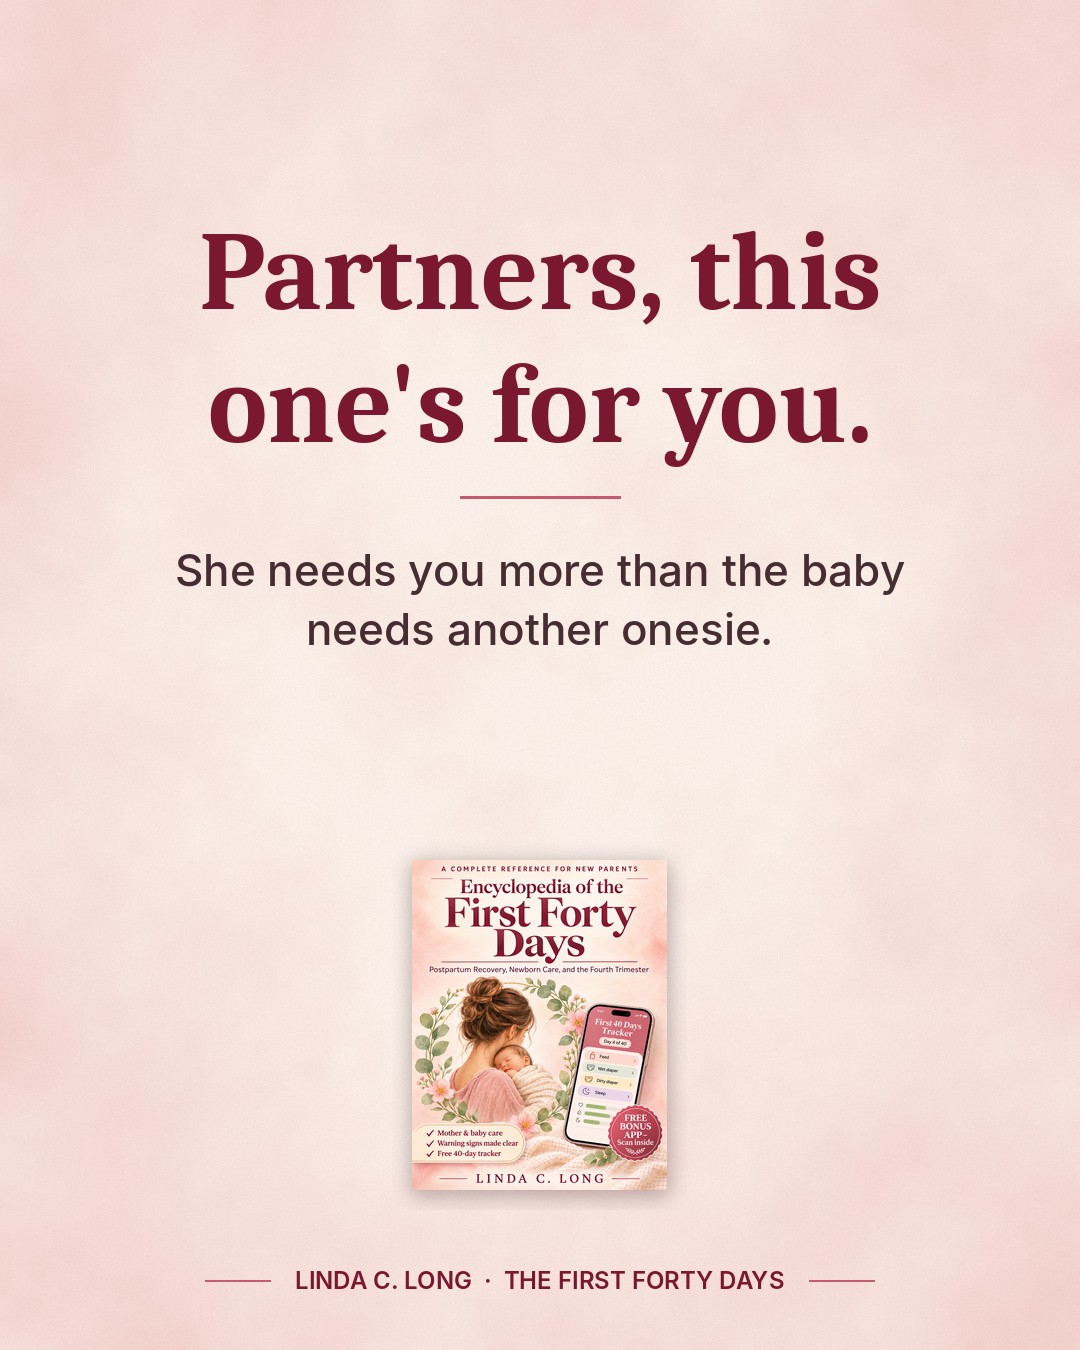 Partners, this
one's for you.
She needs you more than the baby
needs another onesie.
A COMPLETE REFERENCE FOR NEW PARENTS
Encyclopedia of the
First Forty
Days
Postpartum Recovery, Newborn Care, and the Fourth Trimester
First 40 Days
Tracker
Day 4 of 40
Feed
Wet diaper
Dirty diaper
Sleep
FREE
BONUS
APP –
Scan inside
Mother & baby care
Warning signs made clear
Free 40-day tracker
LINDA C. LONG
LINDA C. LONG · THE FIRST FORTY DAYS